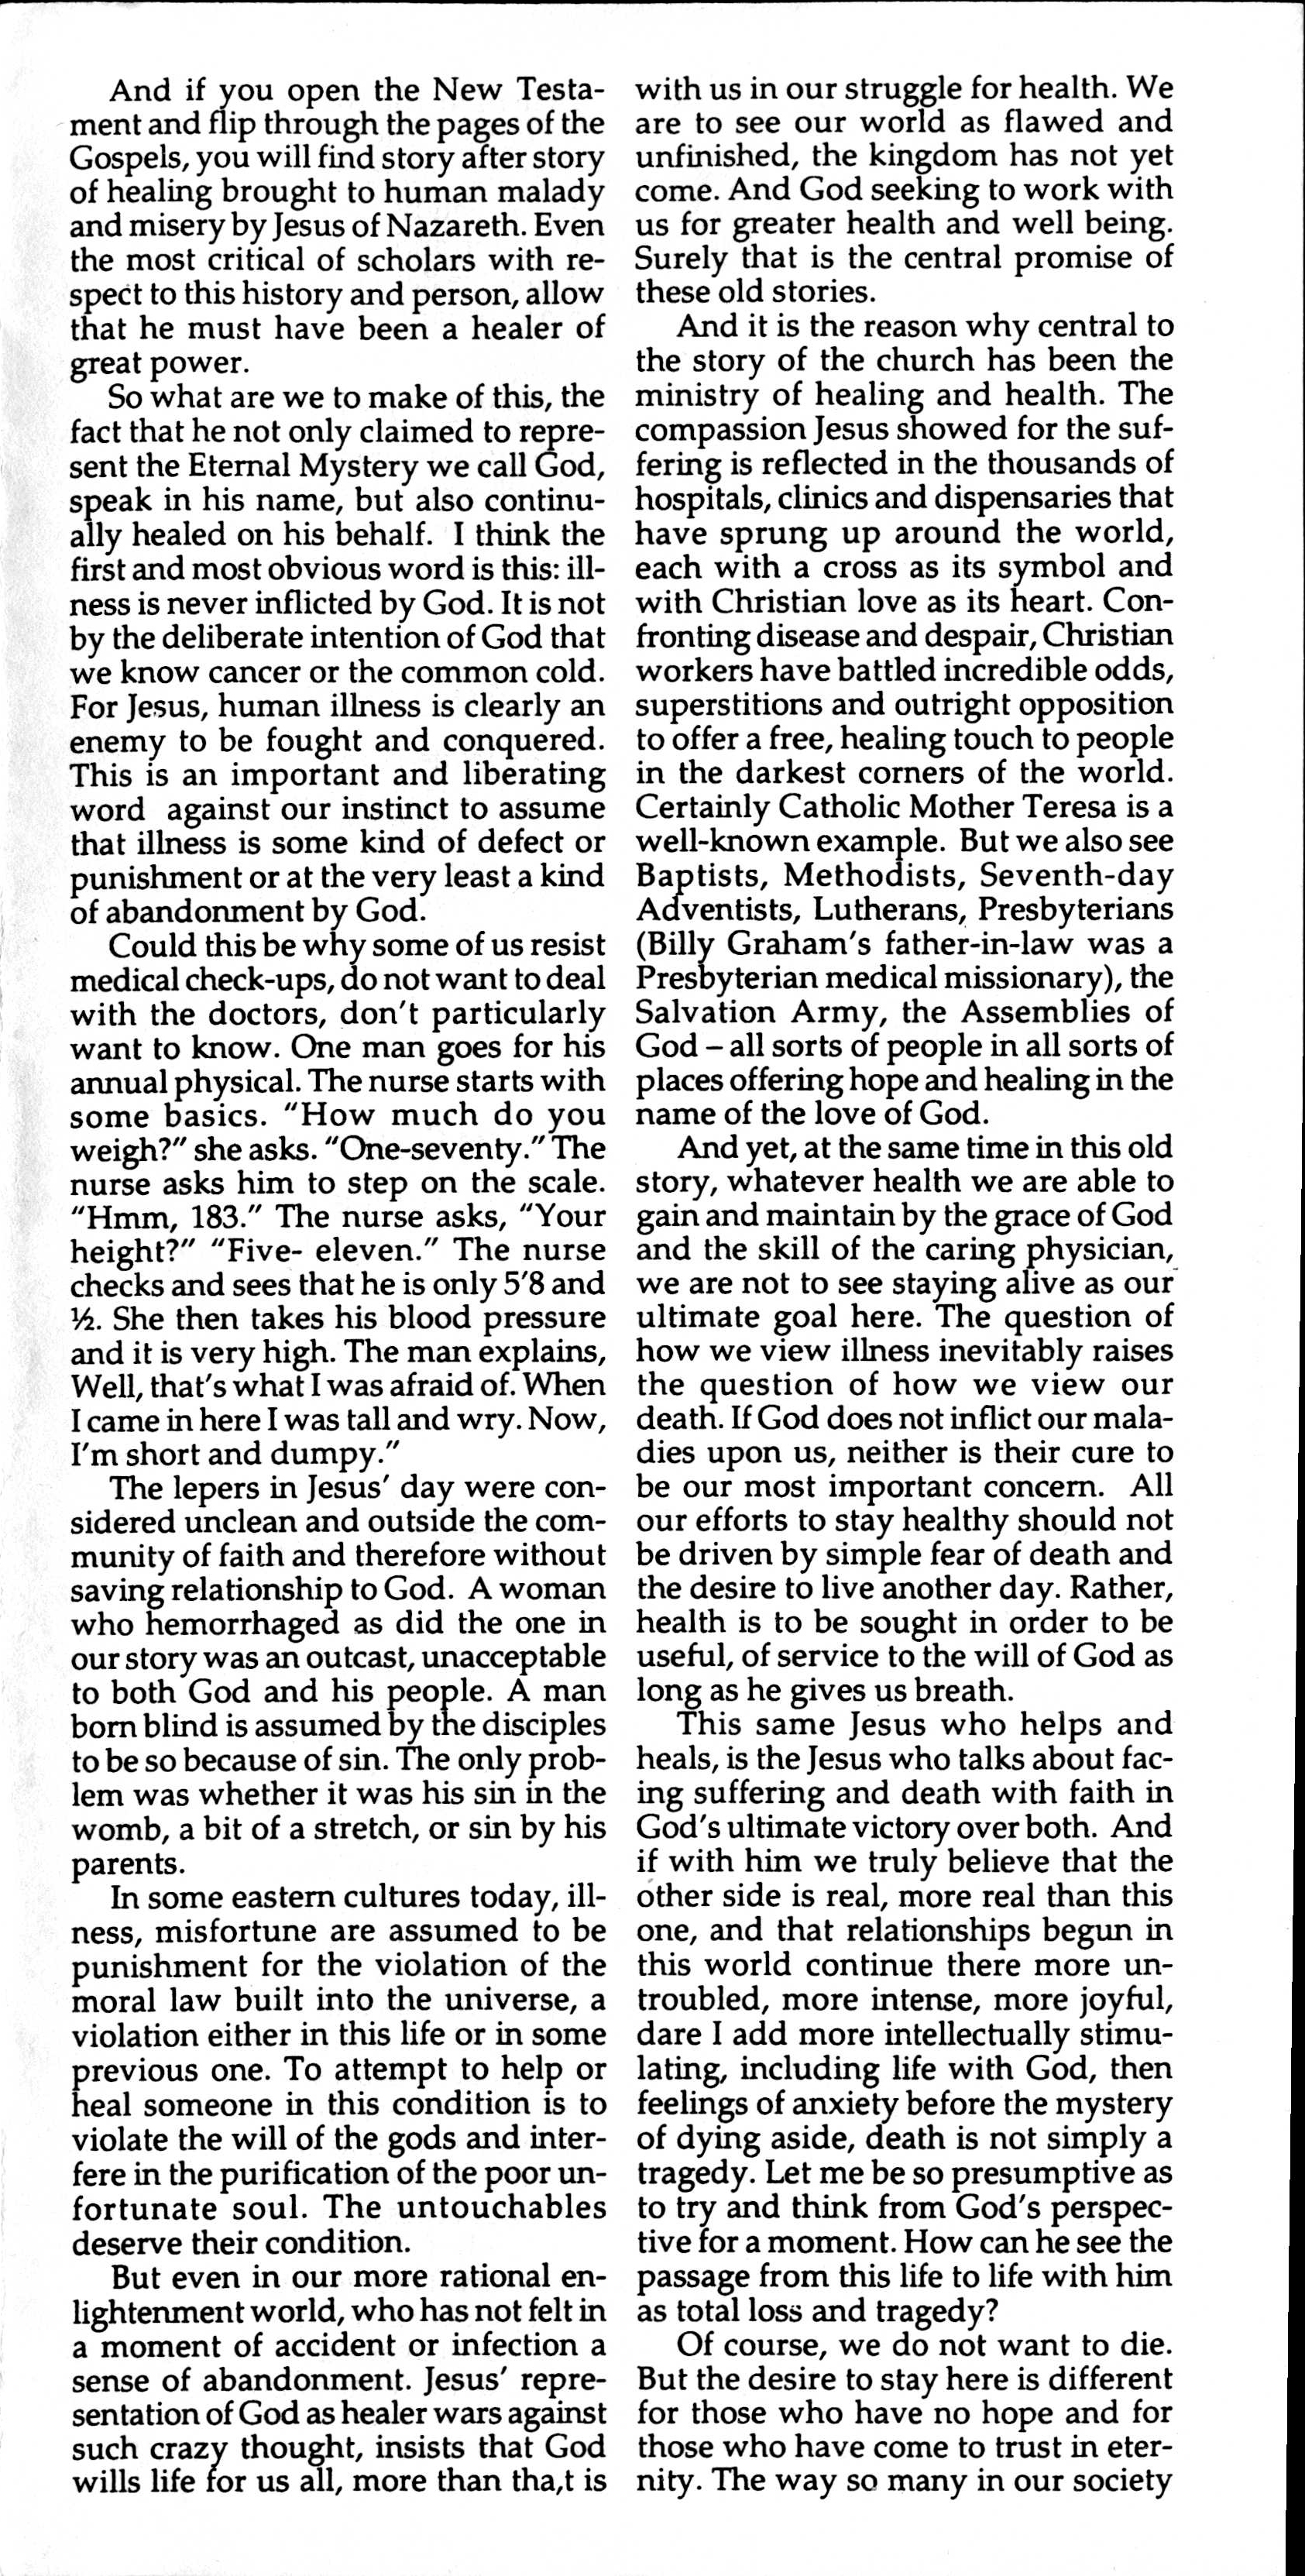 And if you open the New Testa-
ment and flip through the pages of the
Gospels, you will find story after story
of healing brought to human malady
and misery by Jesus of Nazareth. Even
the most critical of scholars with re-
spect to this history and person, allow
that he must have been a healer of
great power.
So what are we to make of this, the
fact that he not only claimed to repre-
sent the Eternal Mystery we call God,
speak in his name, but also continu-
ally healed on his behalf. I think the
first and most obvious word is this: ill-
ness is never inflicted by God. It is not
by the deliberate intention of God that
we know cancer or the common cold.
For Jesus, human illness is clearly an
enemy to be fought and conquered.
This is an important and liberating
word against our instinct to assume
that illness is some kind of defect or
punishment or at the very least a kind
of abandonment by God.
Could this be why some of us resist
medical check-ups, do not want to deal
with the doctors, don't particularly
want to know. One man goes for his
annual physical. The nurse starts with
some basics. "How much do you
weigh?" she asks. "One-seventy." The
nurse asks him to step on the scale.
"Hmm, 183." The nurse asks, "Your
height?" "Five- eleven." The nurse
checks and sees that he is only 5'8 and
½. She then takes his blood pressure
and it is very high. The man explains,
Well, that's what I was afraid of. When
I came in here I was tall and wry. Now,
I'm short and dumpy."
The lepers in Jesus' day were con-
sidered unclean and outside the com-
munity of faith and therefore without
saving relationship to God. A woman
who hemorrhaged as did the one in
our story was an outcast, unacceptable
to both God and his people. A man
born blind is assumed by the disciples
to be so because of sin. The only prob-
lem was whether it was his sin in the
womb, a bit of a stretch, or sin by his
parents.
In some eastern cultures today, ill-
ness, misfortune are assumed to be
punishment for the violation of the
moral law built into the universe, a
violation either in this life or in some
previous one. To attempt to help or
heal someone in this condition is to
violate the will of the gods and inter-
fere in the purification of the poor un-
fortunate soul. The untouchables
deserve their condition.
But even in our more rational en-
lightenment world, who has not felt in
a moment of accident or infection a
sense of abandonment. Jesus' repre-
sentation of God as healer wars against
such crazy thought, insists that God
wills life for us all, more than tha,t is
with us in our struggle for health. We
are to see our world as flawed and
unfinished, the kingdom has not yet
come. And God seeking to work with
us for greater health and well being.
Surely that is the central promise of
these old stories.
And it is the reason why central to
the story of the church has been the
ministry of healing and health. The
compassion Jesus showed for the suf-
fering is reflected in the thousands of
hospitals, clinics and dispensaries that
have sprung up around the world,
each with a cross as its symbol and
with Christian love as its heart. Con-
fronting disease and despair, Christian
workers have battled incredible odds,
superstitions and outright opposition
to offer a free, healing touch to people
in the darkest corners of the world.
Certainly Catholic Mother Teresa is a
well-known example. But we also see
Baptists, Methodists, Seventh-day
Adventists, Lutherans, Presbyterians
(Billy Graham's father-in-law was a
Presbyterian medical missionary), the
Salvation Army, the Assemblies of
God – all sorts of people in all sorts of
places offering hope and healing in the
name of the love of God.
And yet, at the same time in this old
story, whatever health we are able to
gain and maintain by the grace of God
and the skill of the caring physician,
we are not to see staying alive as our
ultimate goal here. The question of
how we view illness inevitably raises
the question of how we view our
death. If God does not inflict our mala-
dies upon us, neither is their cure to
be our most important concern. All
our efforts to stay healthy should not
be driven by simple fear of death and
the desire to live another day. Rather,
health is to be sought in order to be
useful, of service to the will of God as
long as he gives us breath.
This same Jesus who helps and
heals, is the Jesus who talks about fac-
ing suffering and death with faith in
God's ultimate victory over both. And
if with him we truly believe that the
other side is real, more real than this
one, and that relationships begun in
this world continue there more un-
troubled, more intense, more joyful,
dare I add more intellectually stimu-
lating, including life with God, then
feelings of anxiety before the mystery
of dying aside, death is not simply a
tragedy. Let me be so presumptive as
to try and think from God's perspec-
tive for a moment. How can he see the
passage from this life to life with him
as total loss and tragedy?
Of course, we do not want to die.
But the desire to stay here is different
for those who have no hope and for
those who have come to trust in eter-
nity. The way so many in our society